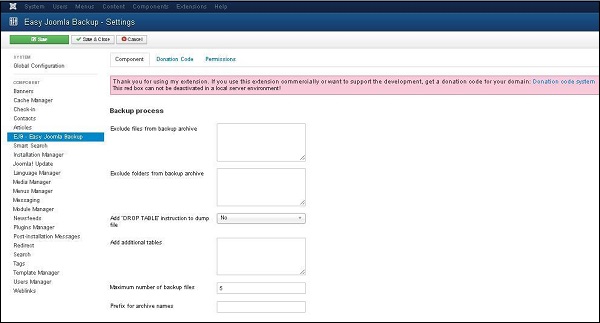 System Users Menus Content Components Extensions Help
Easy Joomla Backup - Settings
Save Save & Close Cancel
SYSTEM
Global Configuration
COMPONENT
Banners
Cache Manager
Check-in
Contacts
Articles
EJB - Easy Joomla Backup
Smart Search
Installation Manager
Joomla! Update
Language Manager
Media Manager
Menus Manager
Messaging
Module Manager
Newsfeeds
Plugins Manager
Post-installation Messages
Redirect
Search
Tags
Template Manager
Users Manager
Weblinks
Component Donation Code Permissions
Thank you for using my extension. If you use this extension commercially or want to support the development, get a donation code for your domain: Donation code system.
This red box can not be deactivated in a local server environment!
Backup process
Exclude files from backup archive
Exclude folders from backup archive
Add 'DROP TABLE' instruction to dump
file
No
Add additional tables
Maximum number of backup files
5
Prefix for archive names